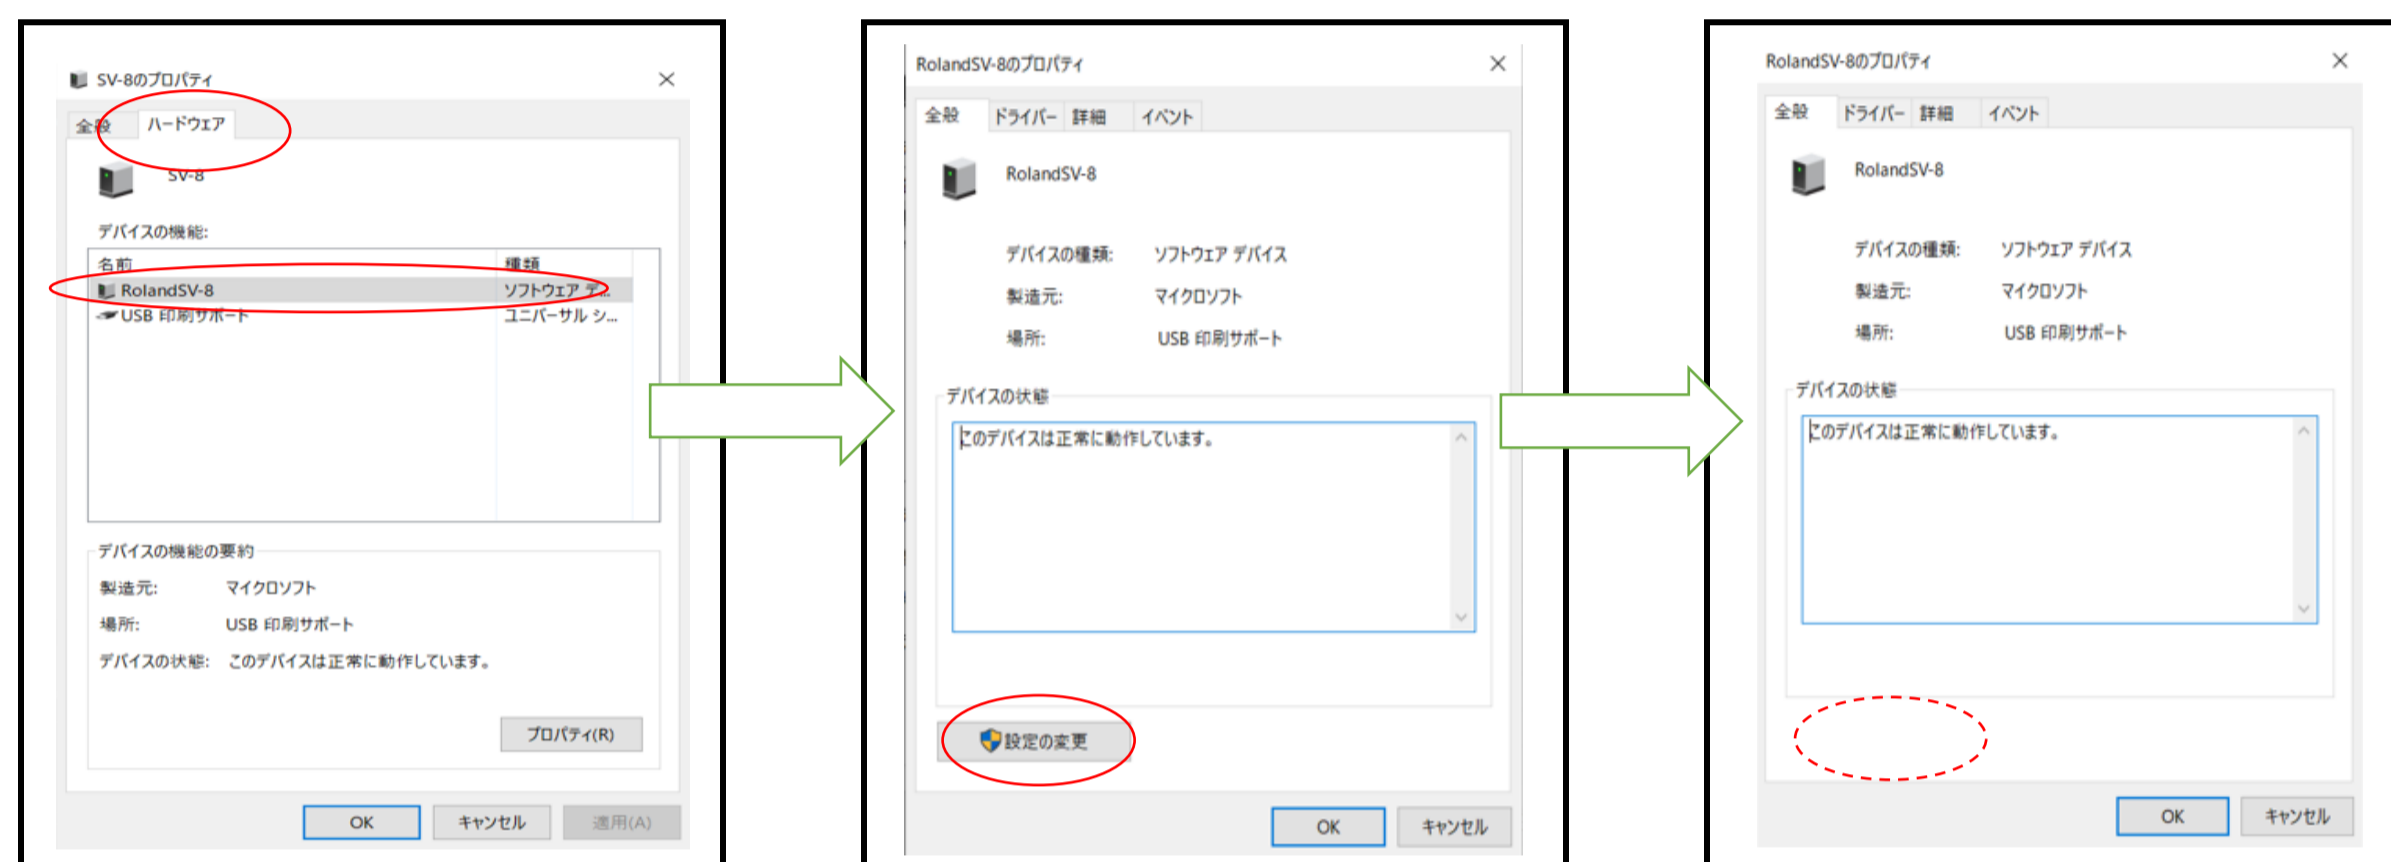 SV-8のプロパティ
全般 ハードウェア
SV-8
デバイスの機能:
名前 種類
RolandSV-8 ソフトウェア デ...
USB 印刷サポート ユニバーサル シ...
デバイスの機能の要約
製造元: マイクロソフト
場所: USB 印刷サポート
デバイスの状態: このデバイスは正常に動作しています。
プロパティ(R)
OK キャンセル 適用(A)
RolandSV-8のプロパティ
全般 ドライバー 詳細 イベント
RolandSV-8
デバイスの種類: ソフトウェア デバイス
製造元: マイクロソフト
場所: USB 印刷サポート
デバイスの状態
このデバイスは正常に動作しています。
設定の変更
OK キャンセル
RolandSV-8のプロパティ
全般 ドライバー 詳細 イベント
RolandSV-8
デバイスの種類: ソフトウェア デバイス
製造元: マイクロソフト
場所: USB 印刷サポート
デバイスの状態
このデバイスは正常に動作しています。
OK キャンセル